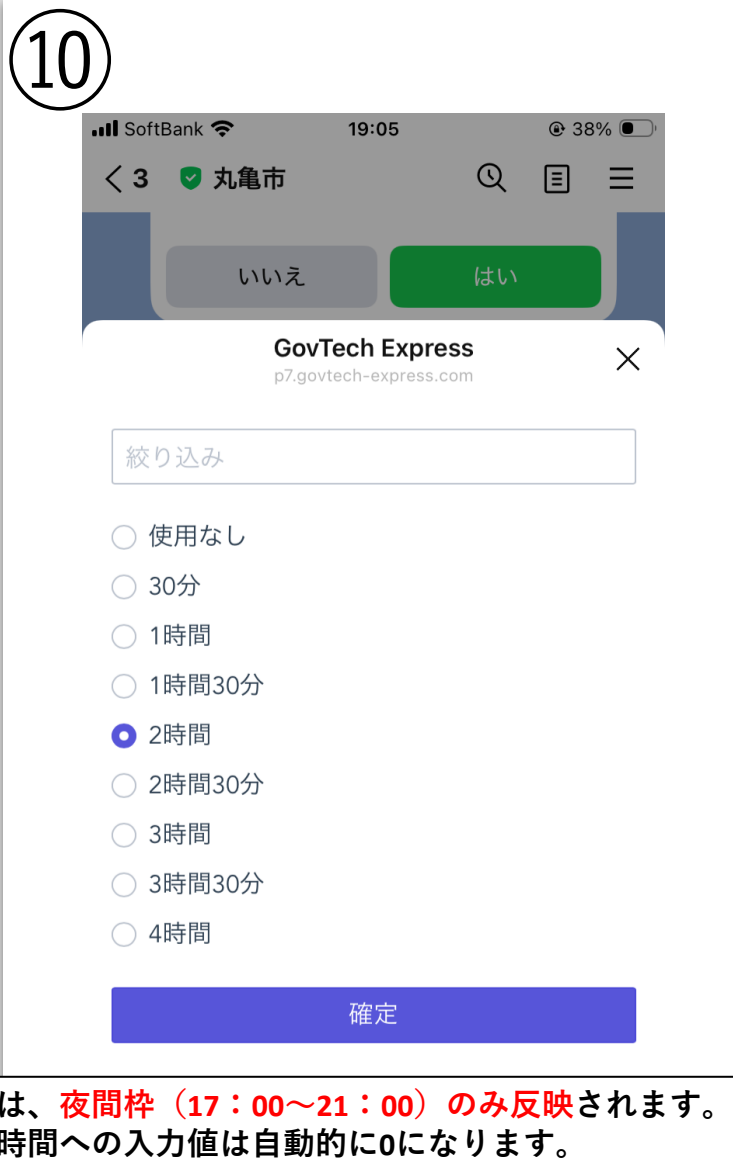 ⑩
SoftBank 19:05 38%
3 丸亀市
いいえ はい
GovTech Express
p7.govtech-express.com
絞り込み
使用なし
30分
1時間
1時間30分
2時間
2時間30分
3時間
3時間30分
4時間
確定
は、夜間枠（17：00～21：00）のみ反映されます。
時間への入力値は自動的に0になります。